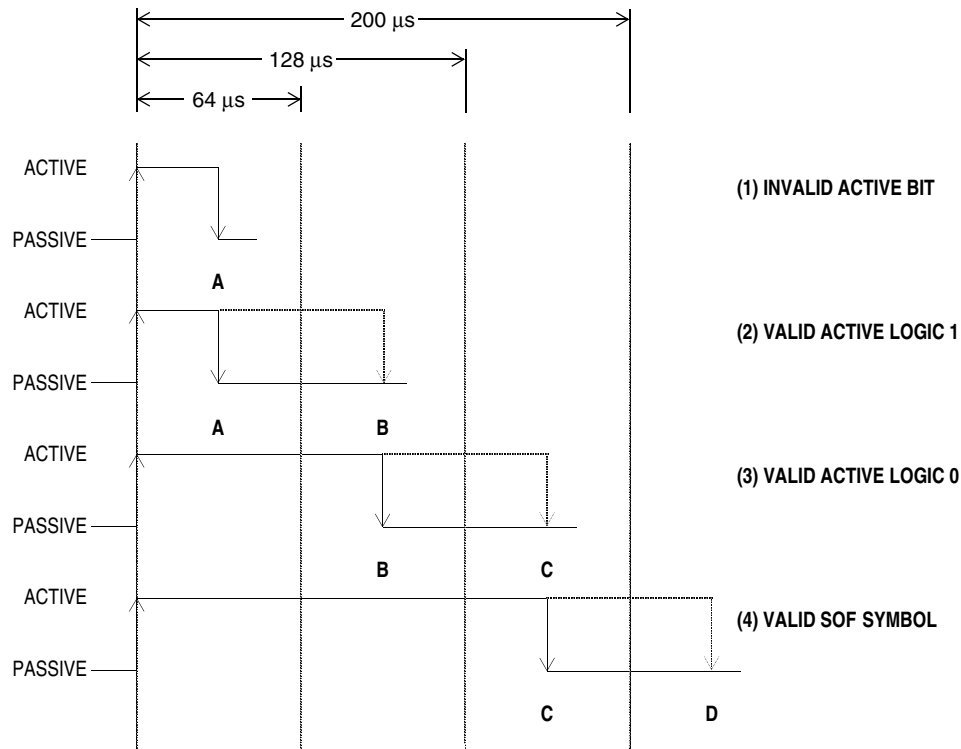 200 μs
128 μs
64 μs
ACTIVE
(1) INVALID ACTIVE BIT
PASSIVE
A
ACTIVE
(2) VALID ACTIVE LOGIC 1
PASSIVE
A B
ACTIVE
(3) VALID ACTIVE LOGIC 0
PASSIVE
B C
ACTIVE
(4) VALID SOF SYMBOL
PASSIVE
C D